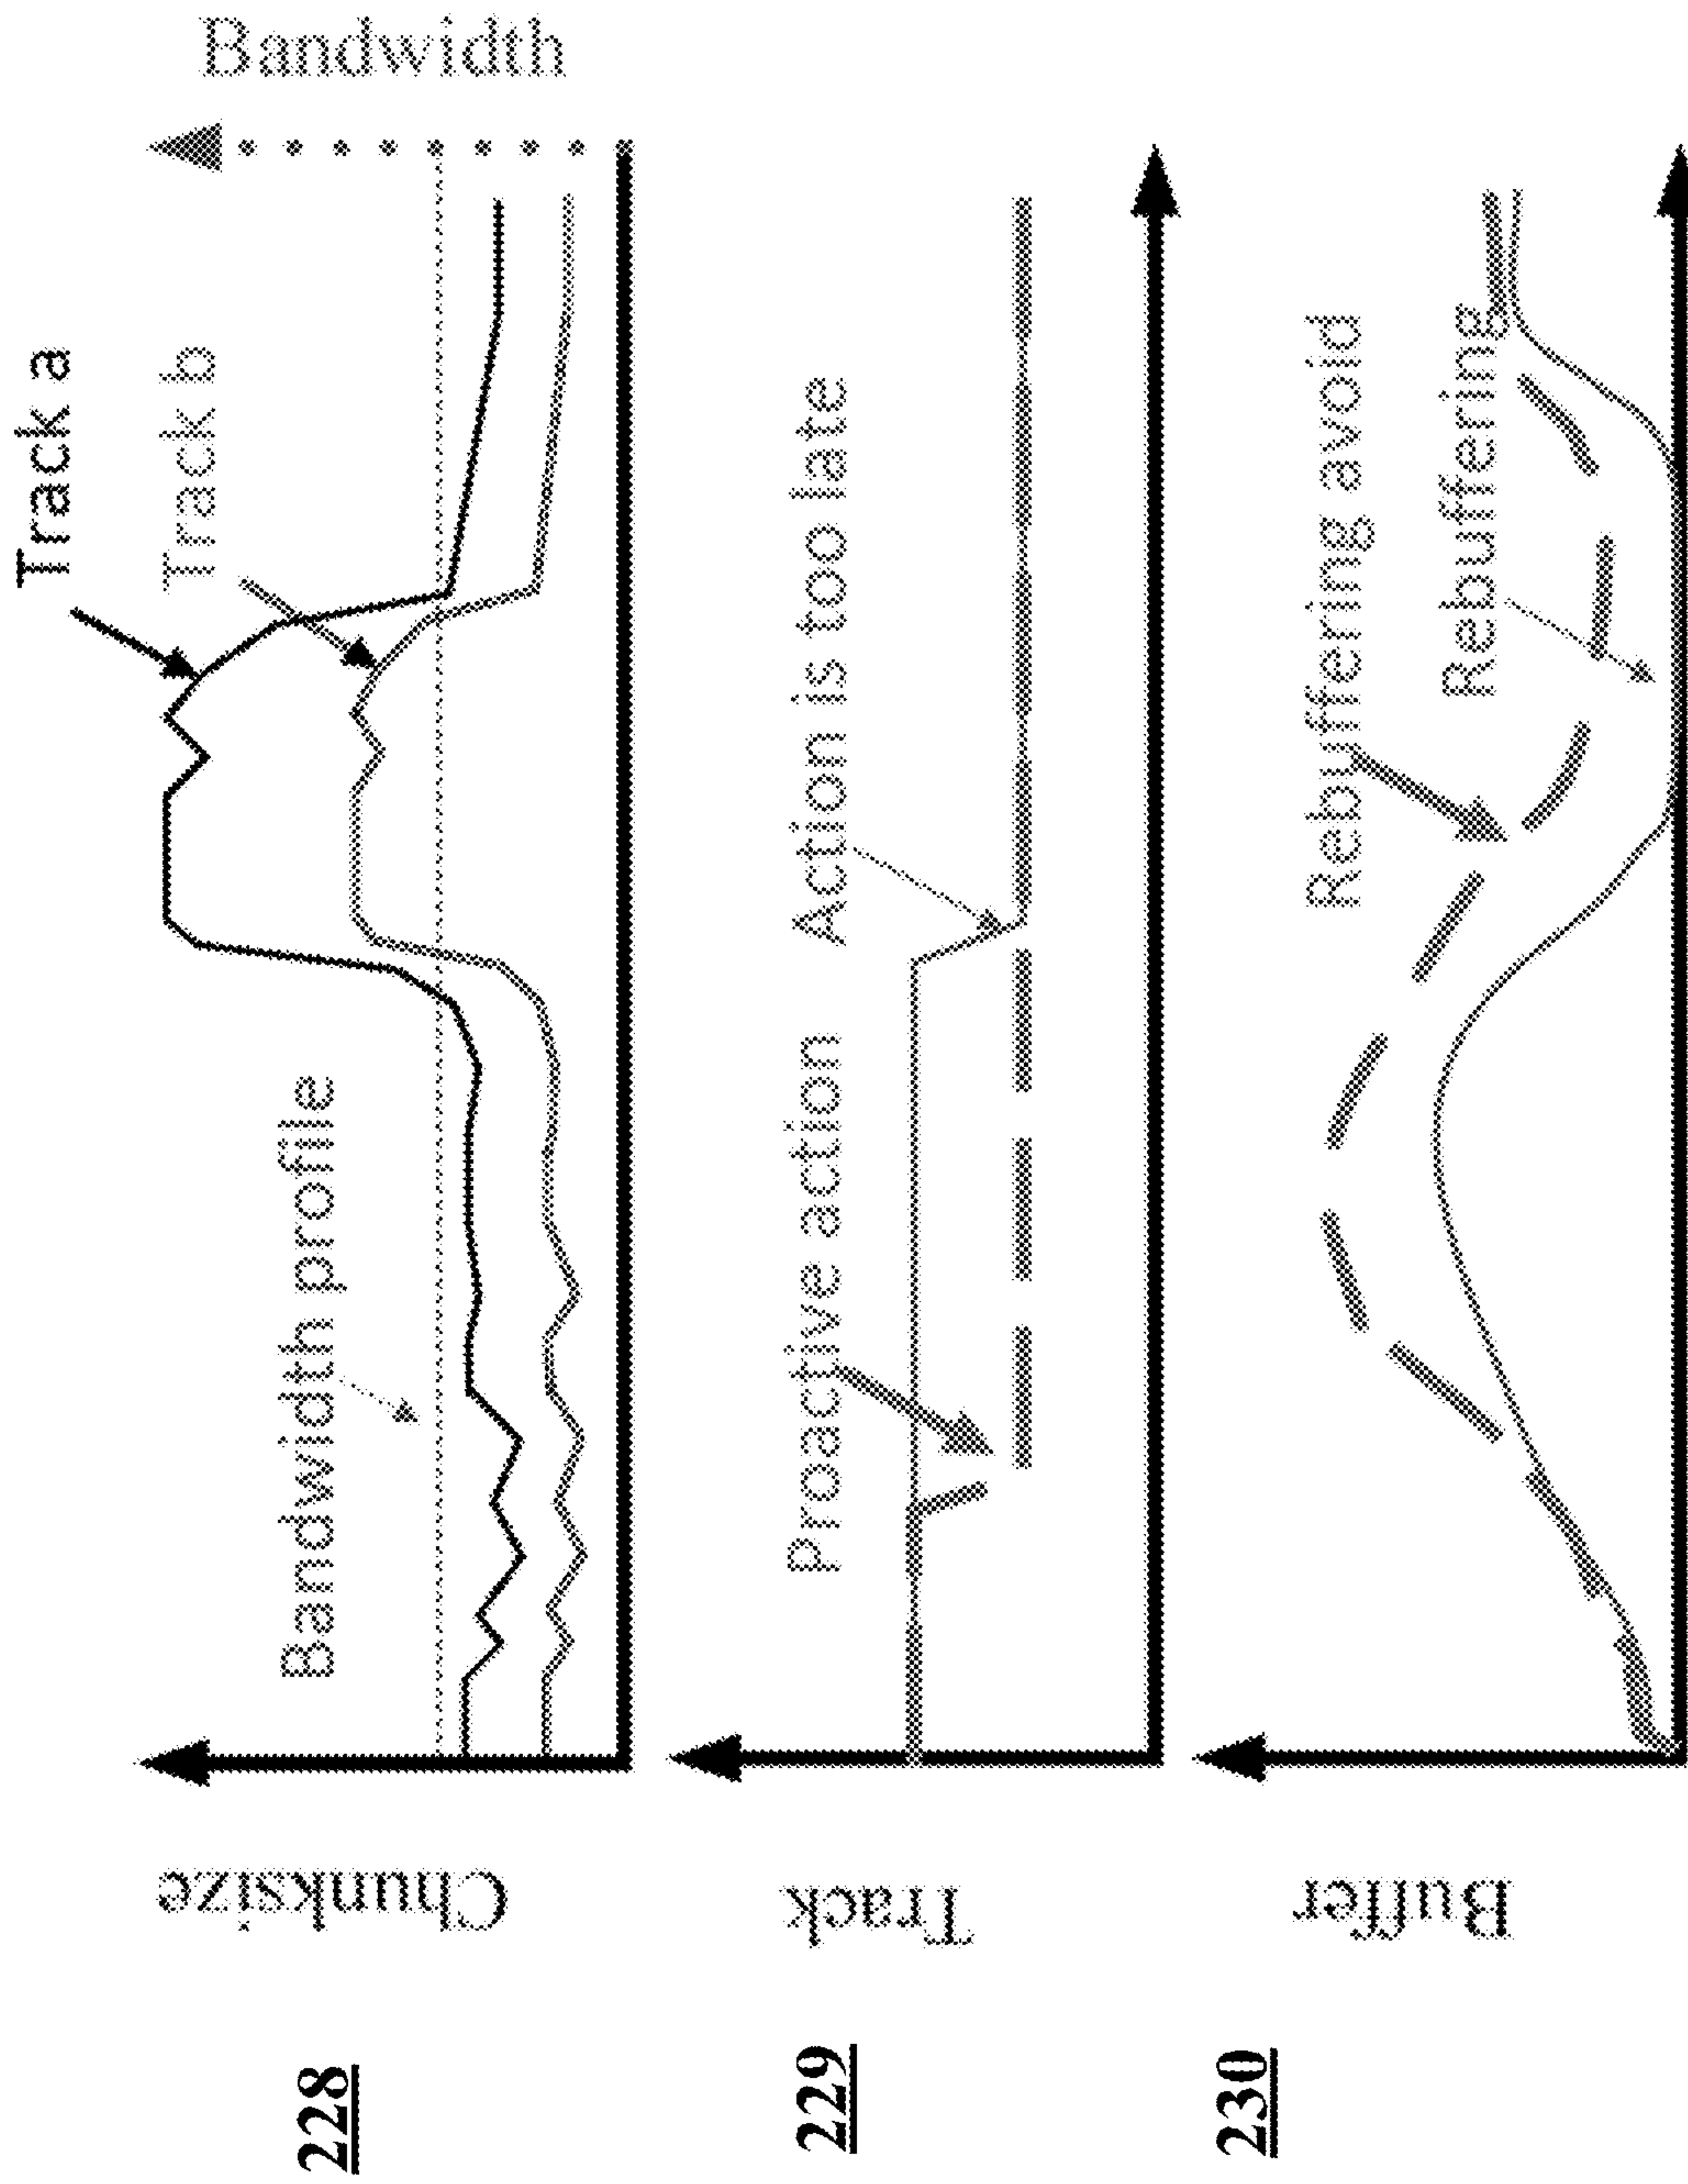 Track a
Track b
Bandwidth
Bandwidth profile
Chunksize
228
Proactive action
Action is too late
Track
229
Rebuffering avoid
Rebuffering
Buffer
230